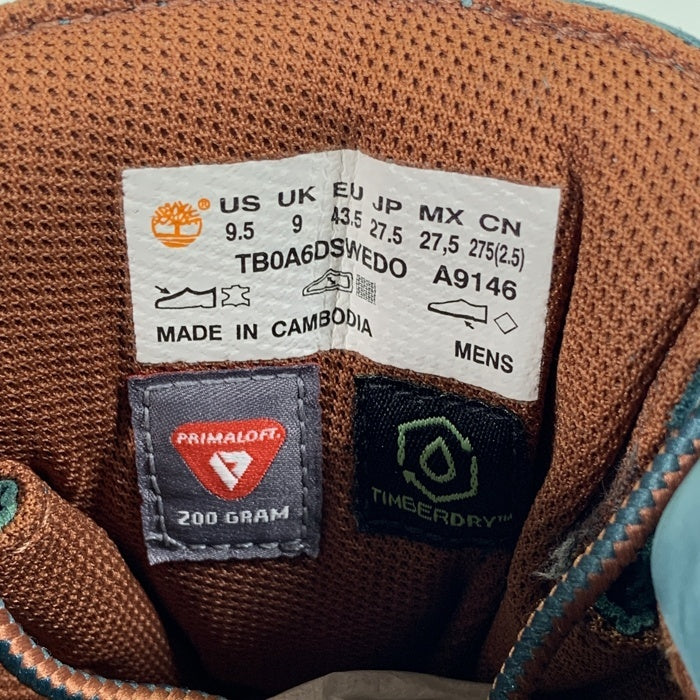 ® US UK EU JP MX CN
9.5 9 43.5 27.5 27,5 275(2.5)
TB0A6DSWEDO A9146
MADE IN CAMBODIA
MENS
PRIMALOFT®
200 GRAM
TIMBERDRY™